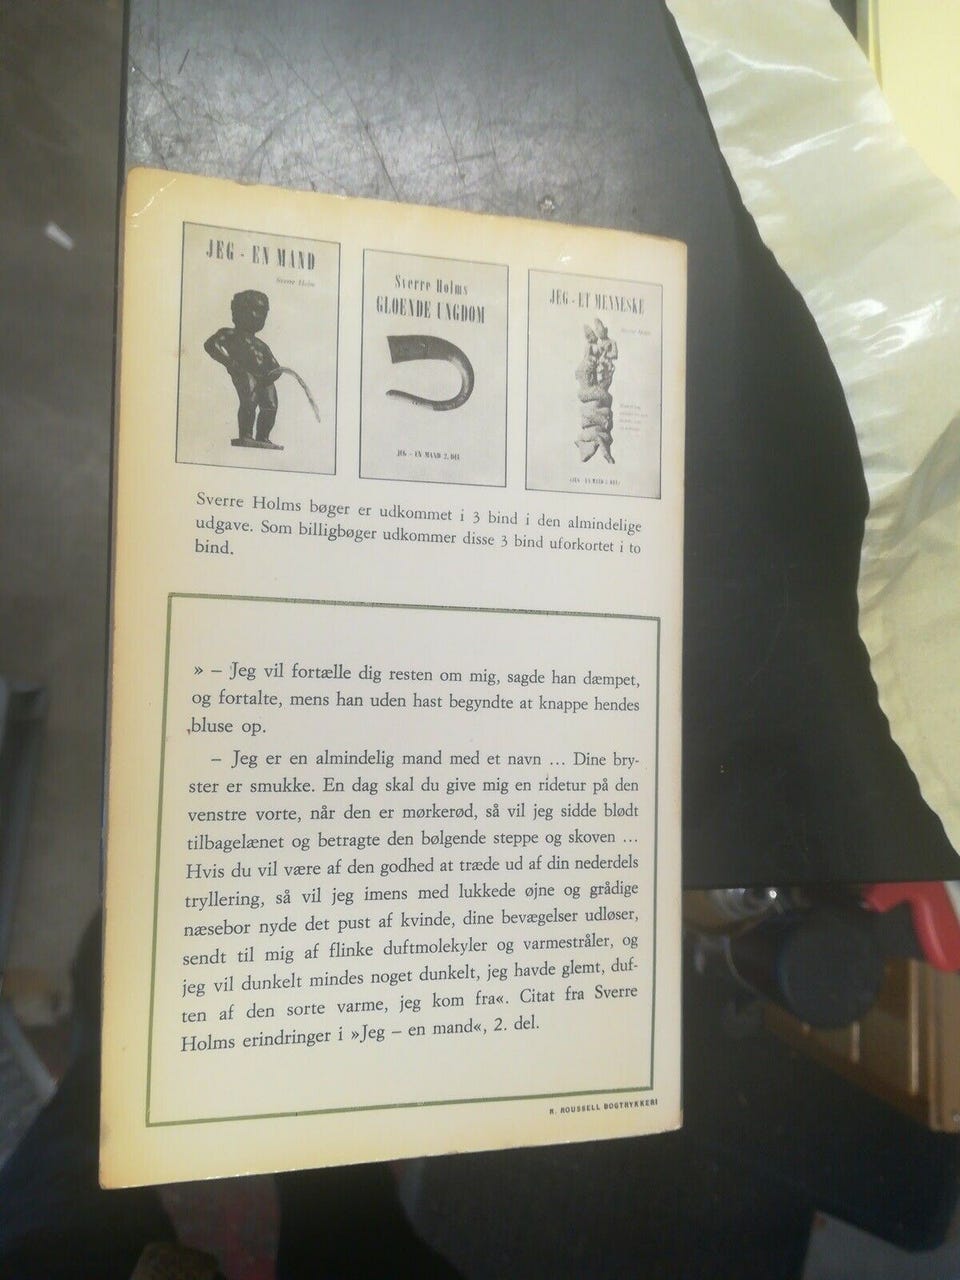 JEG - EN MAND
Sverre Holm
Sverre Holms
GLOENDE UNGDOM
JEG - EN MAND 2. DEL
JEG - ET MENNESKE
Sverre Holms bøger er udkommet i 3 bind i den almindelige
udgave. Som billigbøger udkommer disse 3 bind uforkortet i to
bind.
» – Jeg vil fortælle dig resten om mig, sagde han dæmpet,
og fortalte, mens han uden hast begyndte at knappe hendes
bluse op.
– Jeg er en almindelig mand med et navn ... Dine bry-
ster er smukke. En dag skal du give mig en ridetur på den
venstre vorte, når den er mørkerød, så vil jeg sidde blødt
tilbagelænet og betragte den bølgende steppe og skoven ...
Hvis du vil være af den godhed at træde ud af din nederdels
tryllering, så vil jeg imens med lukkede øjne og grådige
næsebor nyde det pust af kvinde, dine bevægelser udløser,
sendt til mig af flinke duftmolekyler og varmestråler, og
jeg vil dunkelt mindes noget dunkelt, jeg havde glemt, duf-
ten af den sorte varme, jeg kom fra«. Citat fra Sverre
Holms erindringer i »Jeg – en mand«, 2. del.
R. ROUSSELL BOGTRYKKERI